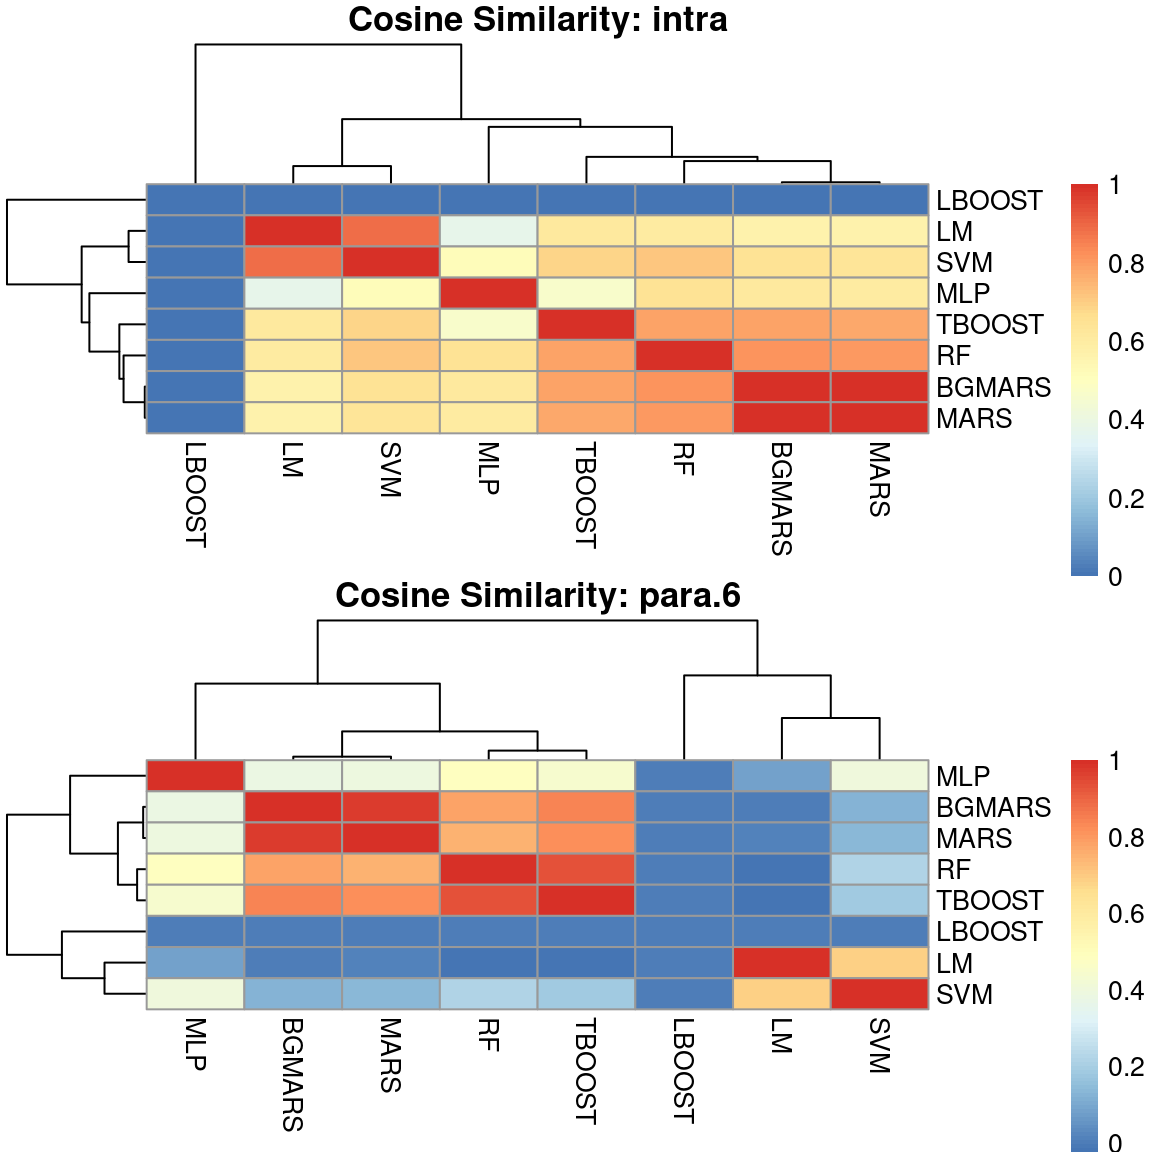 Cosine Similarity: intra
LBOOST
LM
SVM
MLP
TBOOST
RF
BGMARS
MARS
LBOOST
LM
SVM
MLP
TBOOST
RF
BGMARS
MARS
1
0.8
0.6
0.4
0.2
0
Cosine Similarity: para.6
MLP
BGMARS
MARS
RF
TBOOST
LBOOST
LM
SVM
MLP
BGMARS
MARS
RF
TBOOST
LBOOST
LM
SVM
1
0.8
0.6
0.4
0.2
0